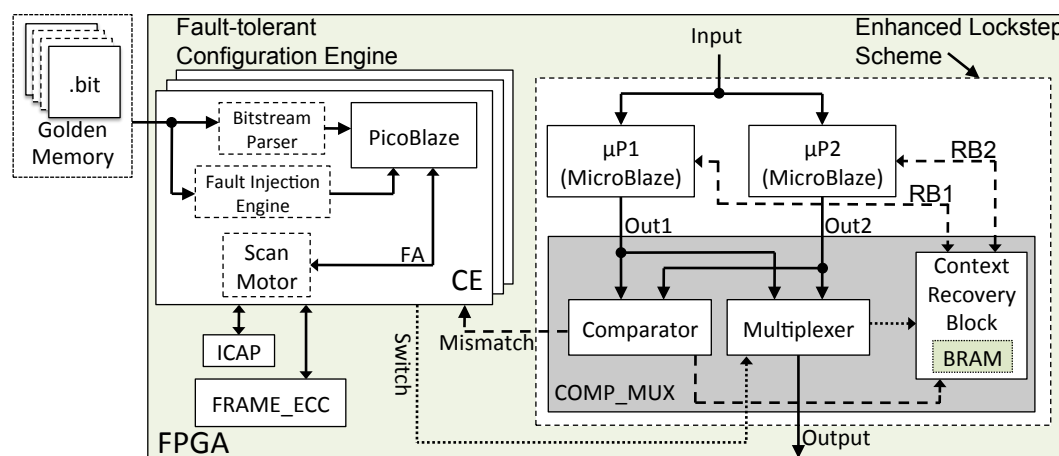 Fault-tolerant
Configuration Engine
Input
Enhanced Lockstep
Scheme
.bit
Golden
Memory
Bitstream
Parser
PicoBlaze
Fault Injection
Engine
Scan
Motor
FA
CE
ICAP
FRAME_ECC
FPGA
Switch
Mismatch
µP1
(MicroBlaze)
µP2
(MicroBlaze)
RB2
RB1
Out1
Out2
Comparator
Multiplexer
Context
Recovery
Block
BRAM
COMP_MUX
Output